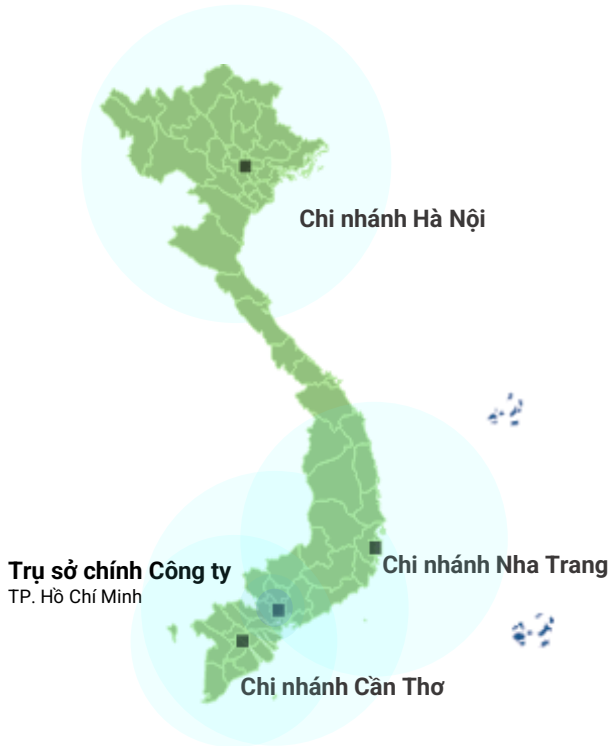 Chi nhánh Hà Nội
Chi nhánh Nha Trang
Trụ sở chính Công ty
TP. Hồ Chí Minh
Chi nhánh Cần Thơ